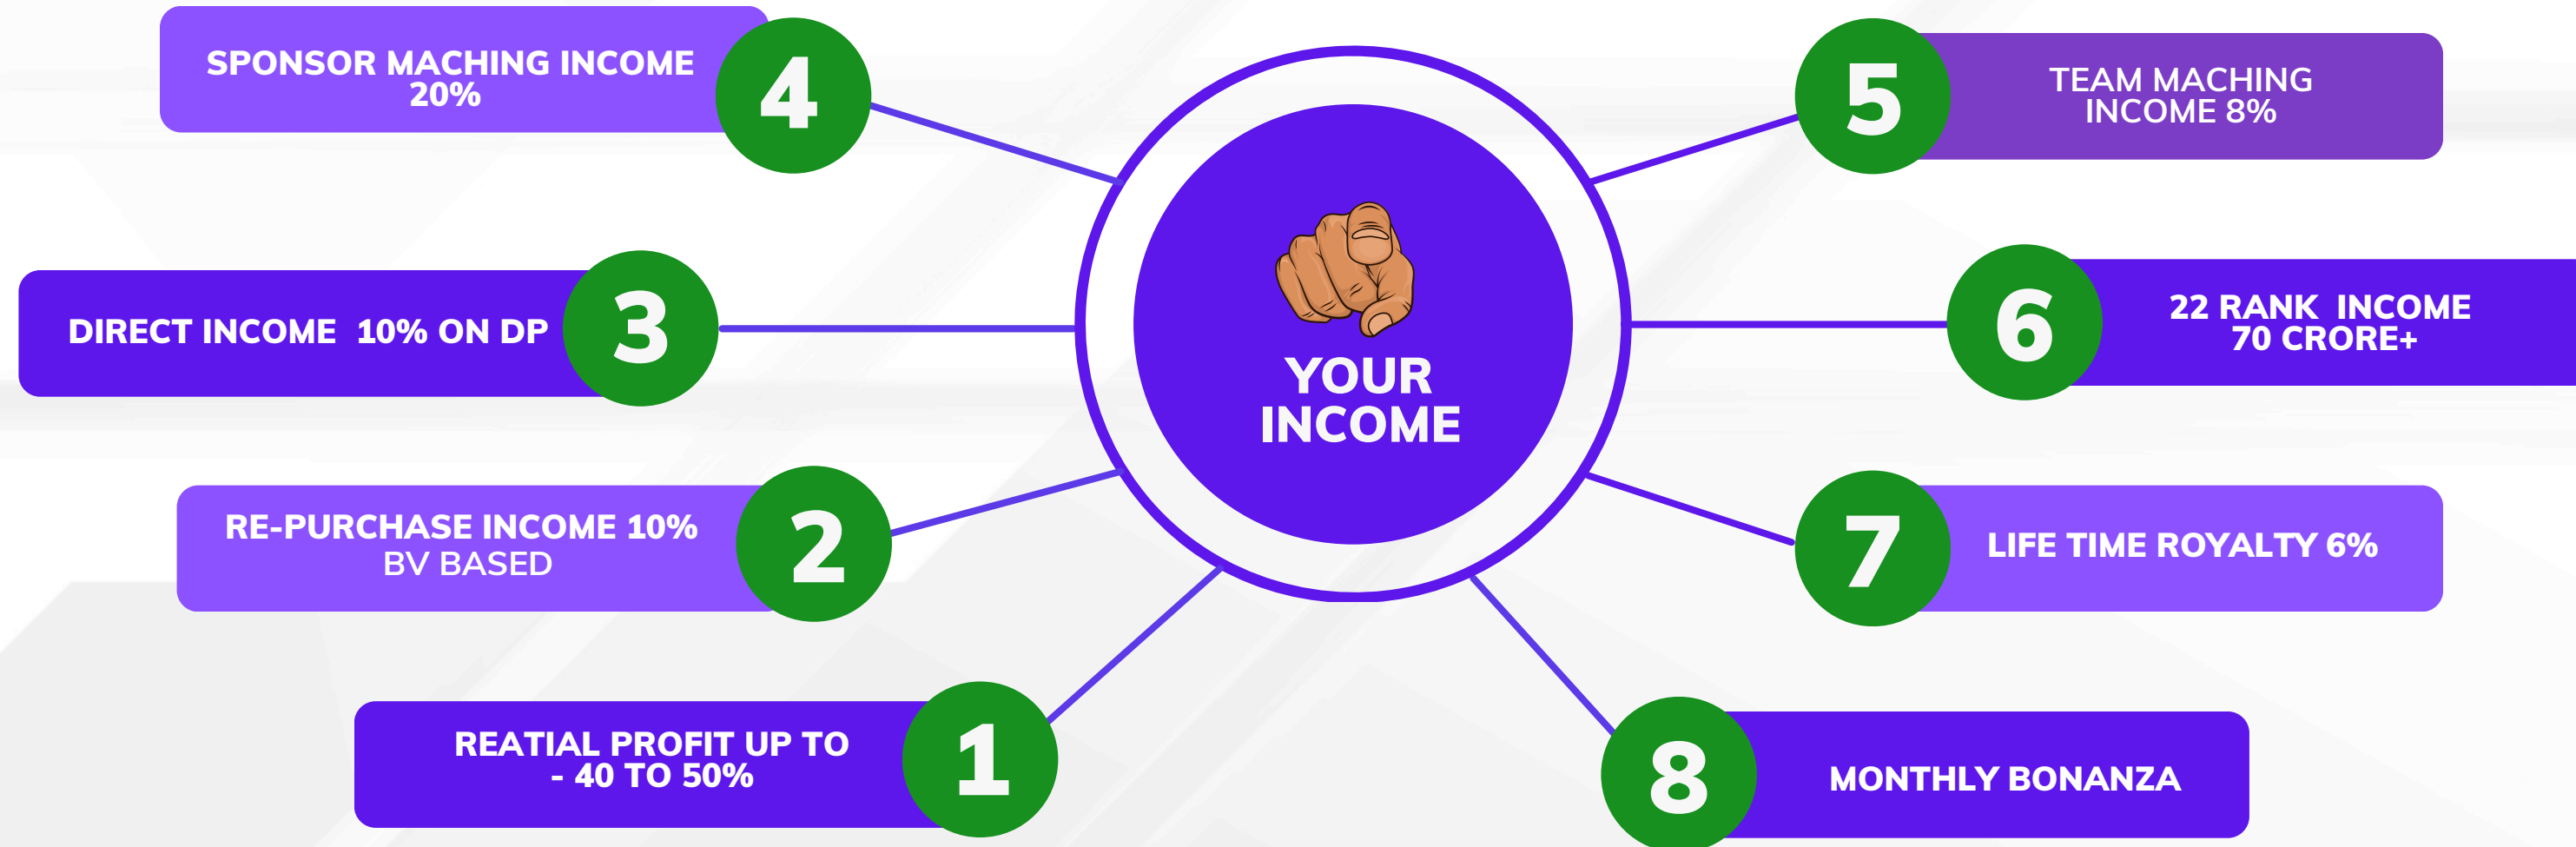 SPONSOR MACHING INCOME
20%
4
DIRECT INCOME 10% ON DP
3
RE-PURCHASE INCOME 10%
BV BASED
2
REATIAL PROFIT UP TO
- 40 TO 50%
1
YOUR
INCOME
5
TEAM MACHING
INCOME 8%
6
22 RANK INCOME
70 CRORE+
7
LIFE TIME ROYALTY 6%
8
MONTHLY BONANZA